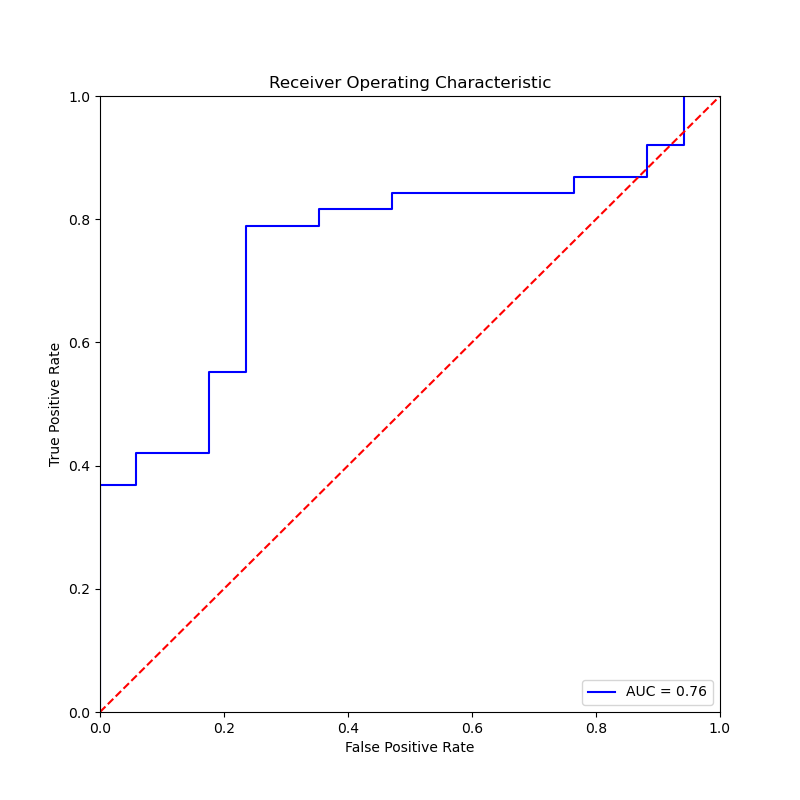 Receiver Operating Characteristic
1.0
0.8
0.6
0.4
0.2
0.0
True Positive Rate
AUC = 0.76
0.0 0.2 0.4 0.6 0.8 1.0
False Positive Rate